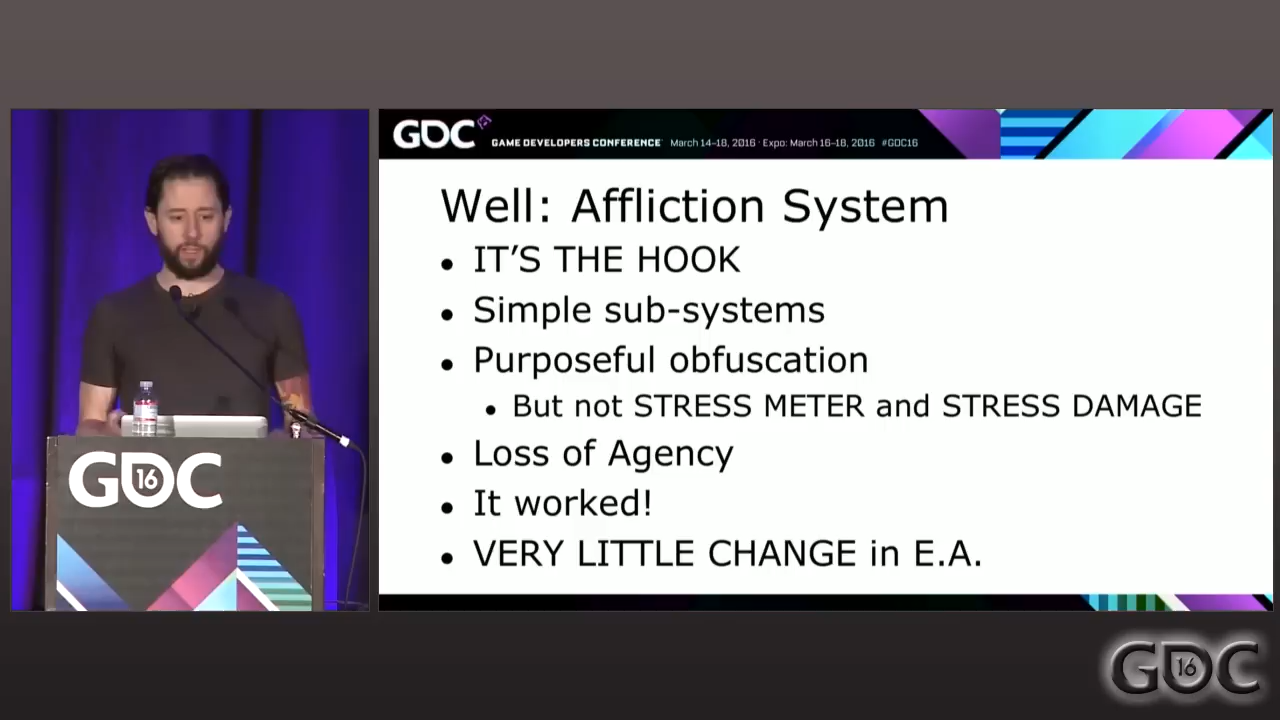 GDC
GAME DEVELOPERS CONFERENCE March 14-18, 2016 · Expo: March 16-18, 2016 #GDC16
Well: Affliction System
• IT'S THE HOOK
• Simple sub-systems
• Purposeful obfuscation
• But not STRESS METER and STRESS DAMAGE
• Loss of Agency
• It worked!
• VERY LITTLE CHANGE in E.A.
GDC
16
GDC
16